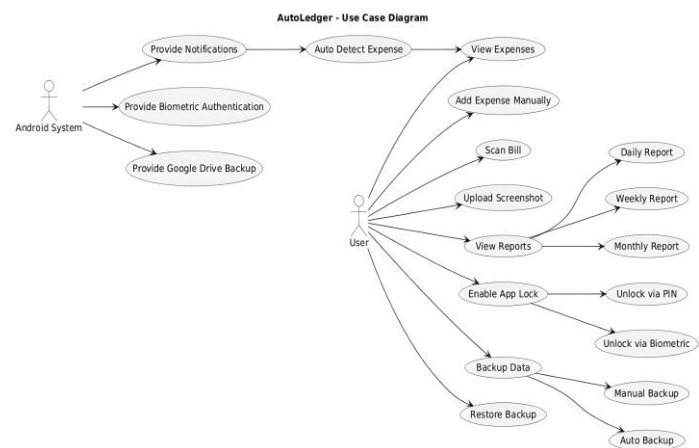 AutoLedger - Use Case Diagram
Provide Notifications
Auto Detect Expense
View Expenses
Android System
Provide Biometric Authentication
Add Expense Manually
Provide Google Drive Backup
Scan Bill
Daily Report
Upload Screenshot
Weekly Report
User
View Reports
Monthly Report
Enable App Lock
Unlock via PIN
Unlock via Biometric
Backup Data
Manual Backup
Restore Backup
Auto Backup